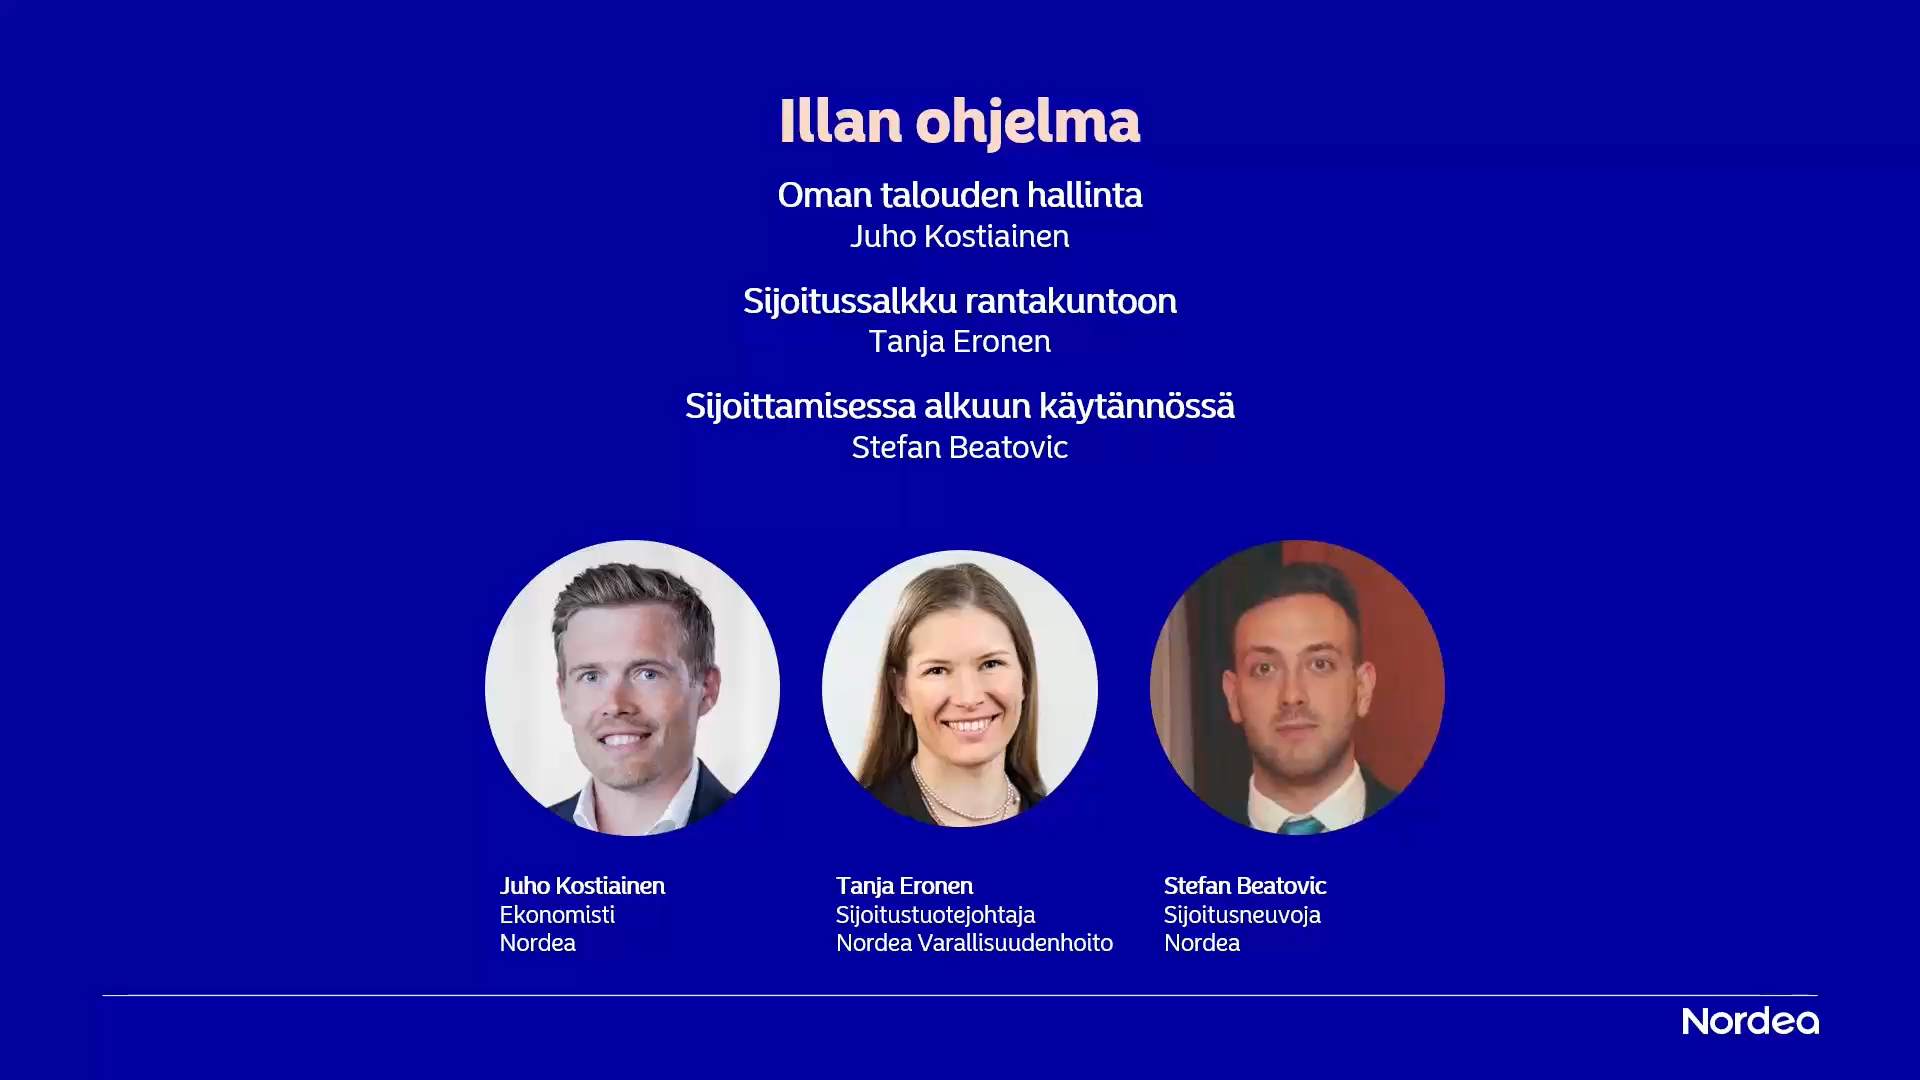 Illan ohjelma
Oman talouden hallinta
Juho Kostiainen
Sijoitussalkku rantakuntoon
Tanja Eronen
Sijoittamisessa alkuun käytännössä
Stefan Beatovic
Juho Kostiainen
Ekonomisti
Nordea
Tanja Eronen
Sijoitustuotejohtaja
Nordea Varallisuudenhoito
Stefan Beatovic
Sijoitusneuvoja
Nordea
Nordea